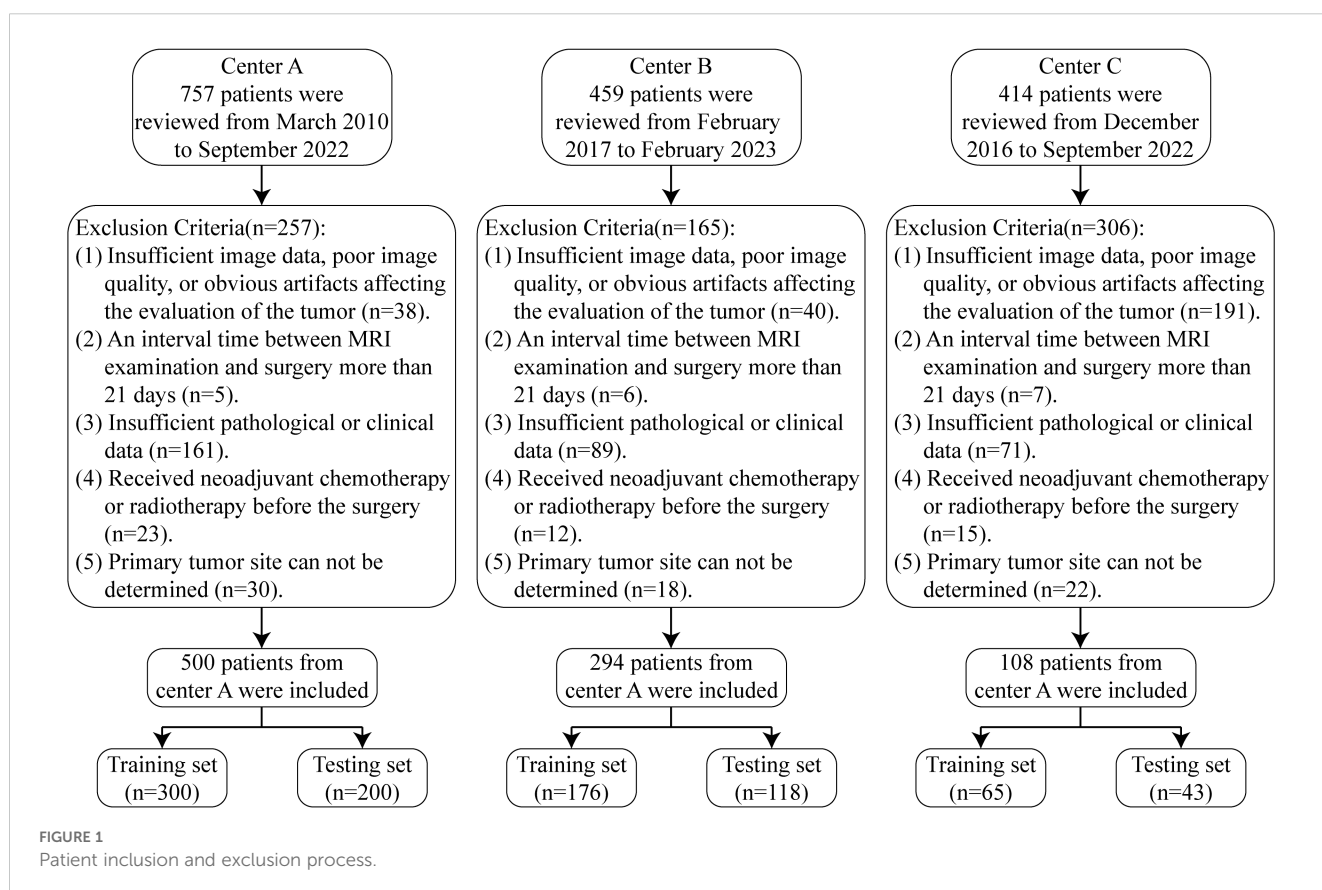 Center A
757 patients were
reviewed from March 2010
to September 2022
Center B
459 patients were
reviewed from February
2017 to February 2023
Center C
414 patients were
reviewed from December
2016 to September 2022
Exclusion Criteria(n=257):
(1) Insufficient image data, poor image
quality, or obvious artifacts affecting
the evaluation of the tumor (n=38).
(2) An interval time between MRI
examination and surgery more than
21 days (n=5).
(3) Insufficient pathological or clinical
data (n=161).
(4) Received neoadjuvant chemotherapy
or radiotherapy before the surgery
(n=23).
(5) Primary tumor site can not be
determined (n=30).
Exclusion Criteria(n=165):
(1) Insufficient image data, poor image
quality, or obvious artifacts affecting
the evaluation of the tumor (n=40).
(2) An interval time between MRI
examination and surgery more than
21 days (n=6).
(3) Insufficient pathological or clinical
data (n=89).
(4) Received neoadjuvant chemotherapy
or radiotherapy before the surgery
(n=12).
(5) Primary tumor site can not be
determined (n=18).
Exclusion Criteria(n=306):
(1) Insufficient image data, poor image
quality, or obvious artifacts affecting
the evaluation of the tumor (n=191).
(2) An interval time between MRI
examination and surgery more than
21 days (n=7).
(3) Insufficient pathological or clinical
data (n=71).
(4) Received neoadjuvant chemotherapy
or radiotherapy before the surgery
(n=15).
(5) Primary tumor site can not be
determined (n=22).
500 patients from
center A were included
294 patients from
center A were included
108 patients from
center A were included
Training set
(n=300)
Testing set
(n=200)
Training set
(n=176)
Testing set
(n=118)
Training set
(n=65)
Testing set
(n=43)
FIGURE 1
Patient inclusion and exclusion process.